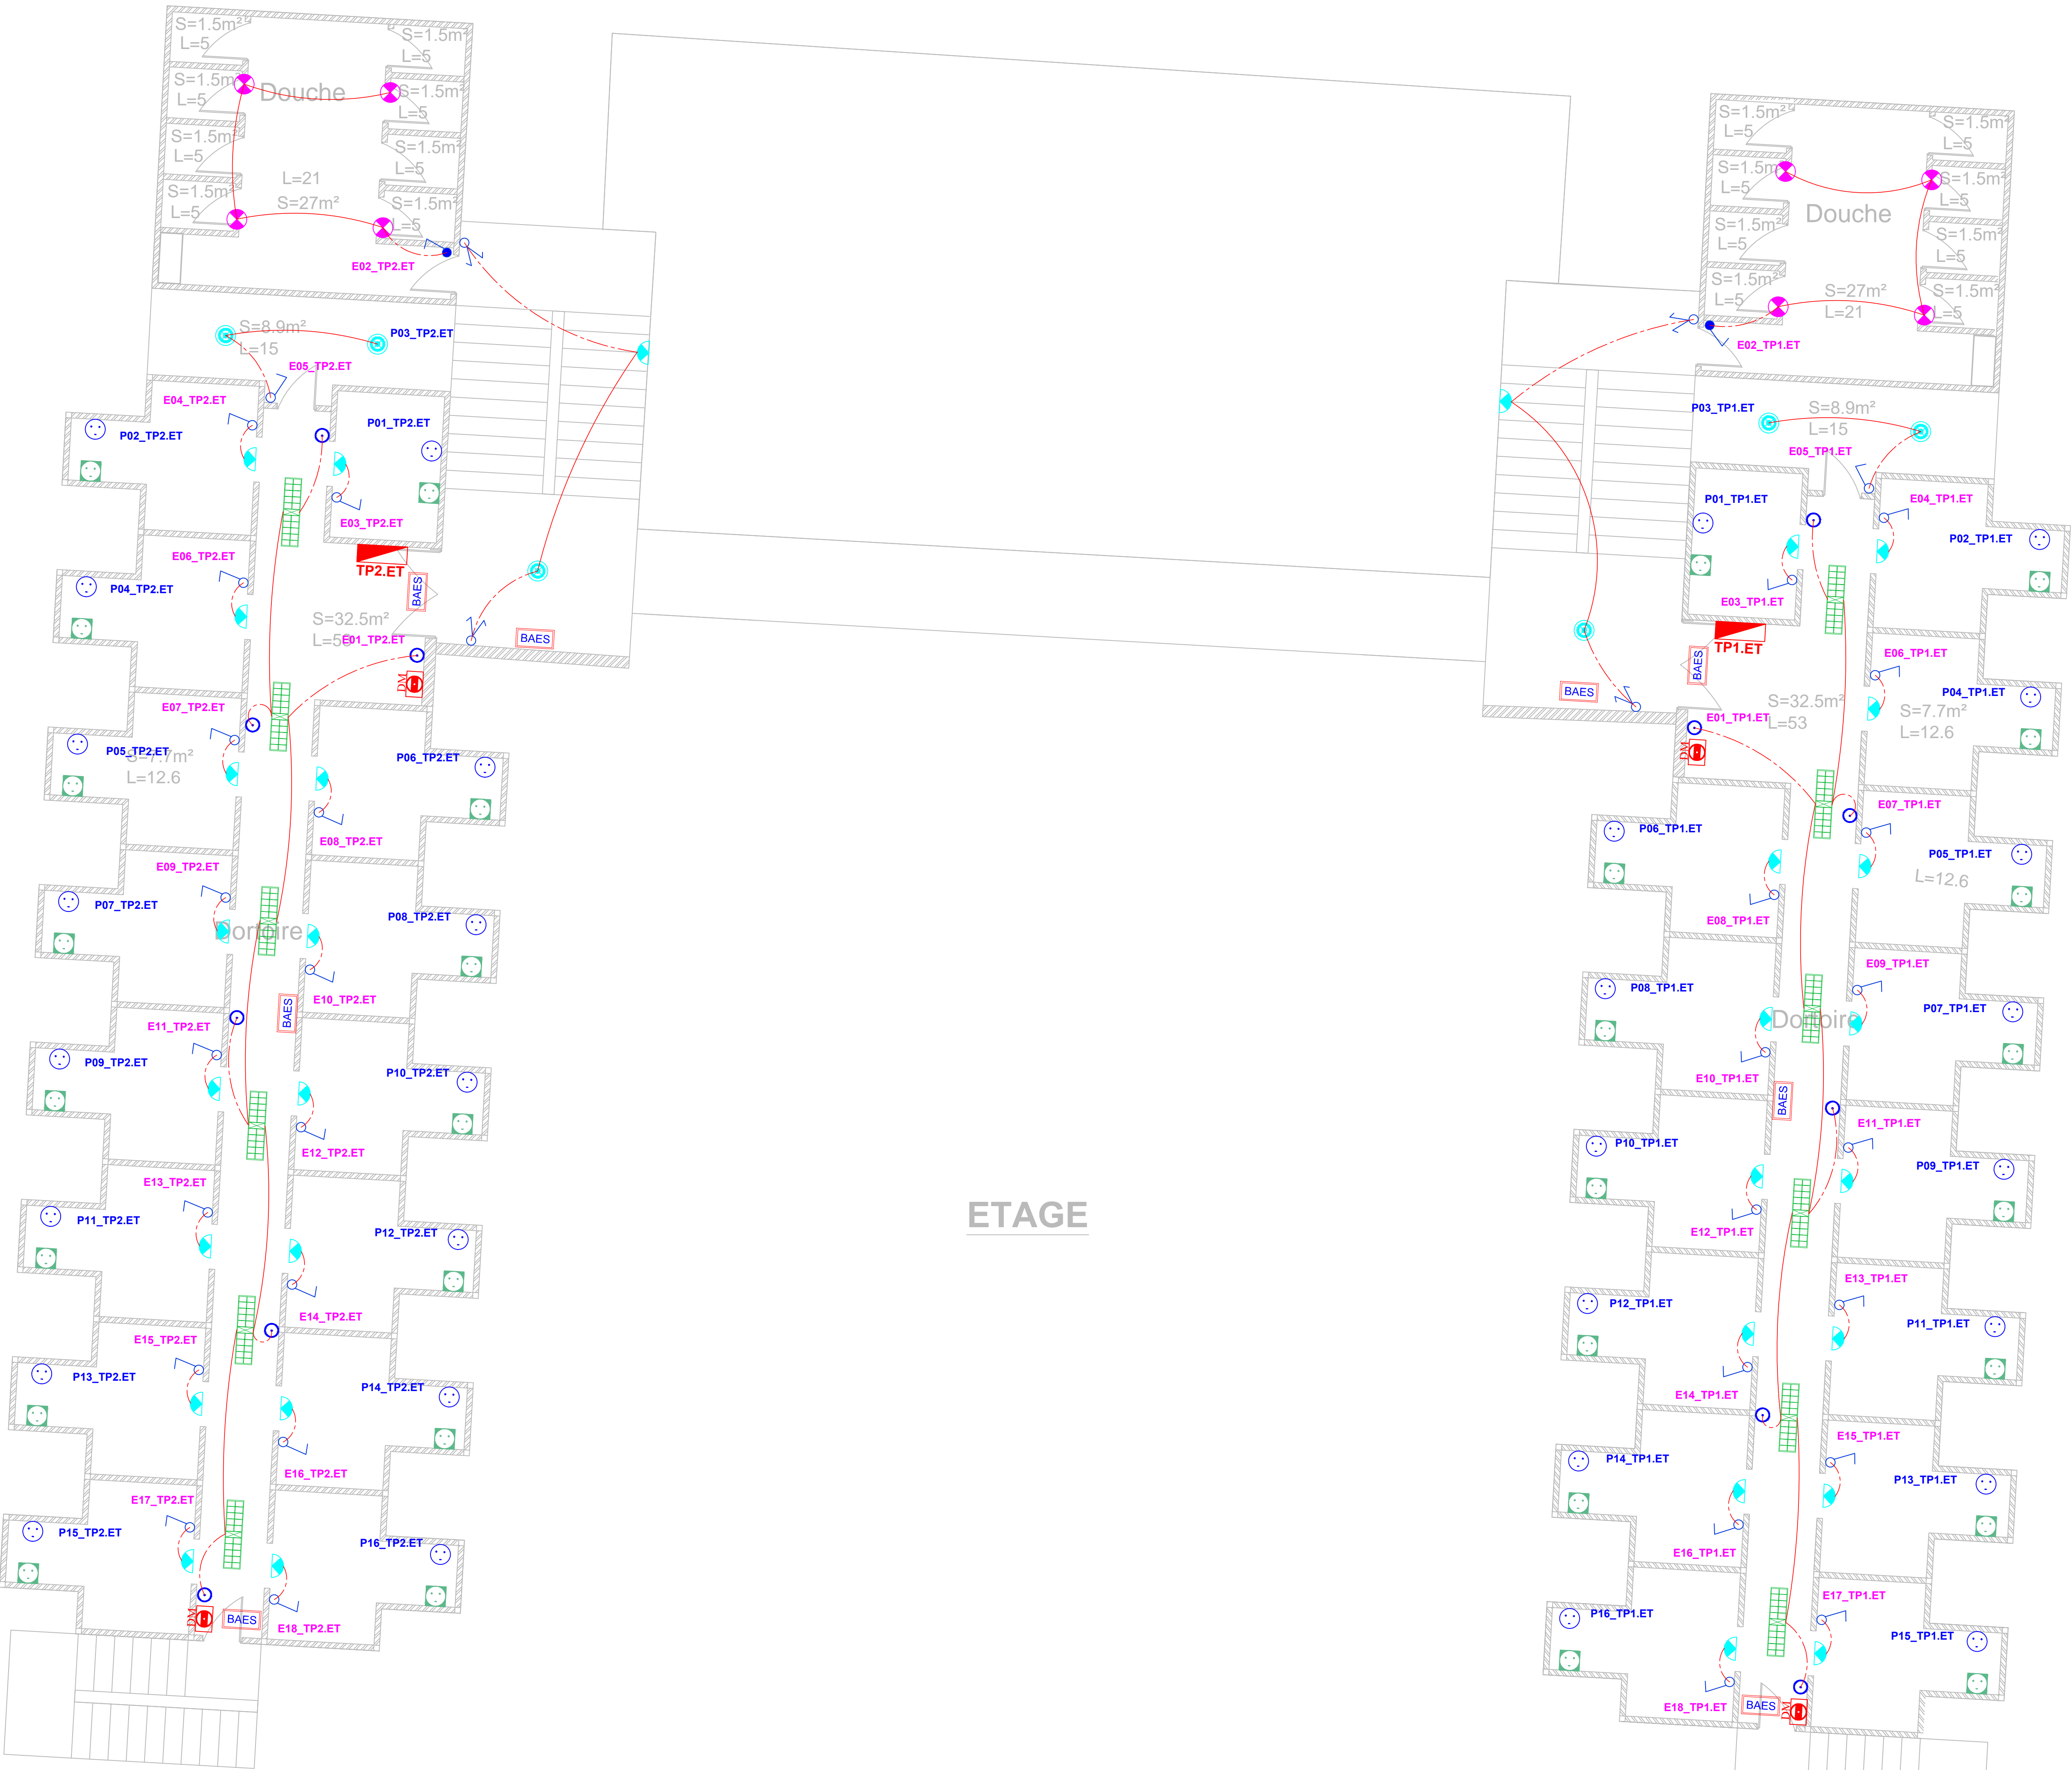 S=1.5m²
L=5
S=1.5m²
L=5
S=1.5m²
L=5
Douche
S=1.5m²
L=5
S=1.5m²
L=5
S=1.5m²
L=5
S=1.5m²
L=5
L=21
S=27m²
S=1.5m²
L=5
E02_TP2.ET
S=8.9m²
L=15
P03_TP2.ET
E05_TP2.ET
E04_TP2.ET
P02_TP2.ET
P01_TP2.ET
E03_TP2.ET
E06_TP2.ET
TP2.ET
P04_TP2.ET
BAES
S=32.5m²
L=53
E01_TP2.ET
BAES
DM
E07_TP2.ET
P05_TP2.ET
S=7.7m²
L=12.6
P06_TP2.ET
E08_TP2.ET
E09_TP2.ET
P07_TP2.ET
P08_TP2.ET
Dortoire
E10_TP2.ET
BAES
E11_TP2.ET
P09_TP2.ET
P10_TP2.ET
E12_TP2.ET
E13_TP2.ET
P11_TP2.ET
P12_TP2.ET
E14_TP2.ET
E15_TP2.ET
P13_TP2.ET
P14_TP2.ET
E16_TP2.ET
E17_TP2.ET
P15_TP2.ET
P16_TP2.ET
DM
BAES
E18_TP2.ET
ETAGE
S=1.5m²
L=5
S=1.5m²
L=5
S=1.5m²
L=5
S=1.5m²
L=5
Douche
S=1.5m²
L=5
S=1.5m²
L=5
S=1.5m²
L=5
S=27m²
L=21
S=1.5m²
L=5
E02_TP1.ET
P03_TP1.ET
S=8.9m²
L=15
E05_TP1.ET
P01_TP1.ET
E04_TP1.ET
P02_TP1.ET
E03_TP1.ET
TP1.ET
E06_TP1.ET
BAES
BAES
P04_TP1.ET
S=32.5m²
L=53
S=7.7m²
L=12.6
E01_TP1.ET
DM
E07_TP1.ET
P06_TP1.ET
P05_TP1.ET
L=12.6
E08_TP1.ET
E09_TP1.ET
P08_TP1.ET
P07_TP1.ET
Dortoire
E10_TP1.ET
BAES
E11_TP1.ET
P10_TP1.ET
P09_TP1.ET
E12_TP1.ET
E13_TP1.ET
P12_TP1.ET
P11_TP1.ET
E14_TP1.ET
E15_TP1.ET
P14_TP1.ET
P13_TP1.ET
E16_TP1.ET
E17_TP1.ET
P16_TP1.ET
P15_TP1.ET
E18_TP1.ET
BAES
DM